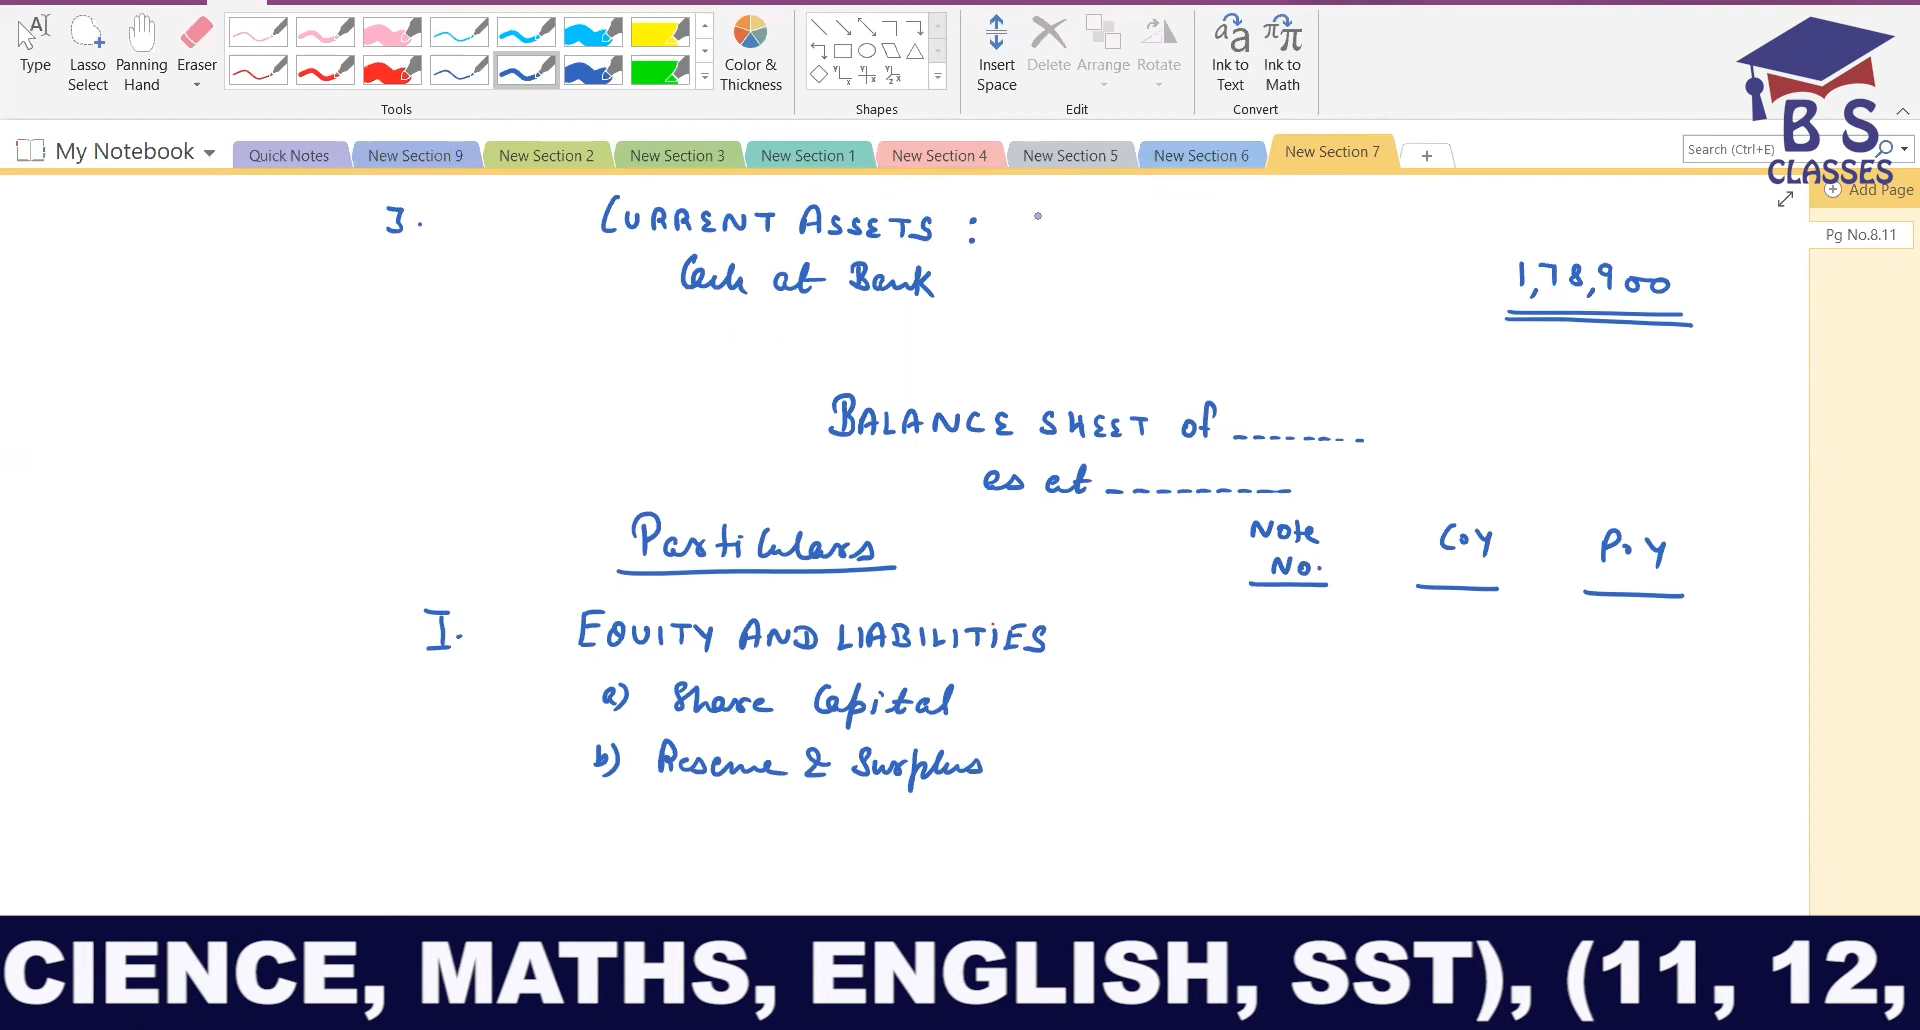 Type
Lasso Select
Panning Hand
Eraser
Color & Thickness
Insert Space
Delete
Arrange
Rotate
Ink to Text
Ink to Math
Tools
Shapes
Edit
Convert
B S
CLASSES
My Notebook
Quick Notes
New Section 9
New Section 2
New Section 3
New Section 1
New Section 4
New Section 5
New Section 6
New Section 7
Search (Ctrl+E)
Add Page
Pg No.8.11
3. CURRENT ASSETS :
Cash at Bank 1,78,900
BALANCE SHEET of --------
as at ---------
Particulars Note No. C.Y P.Y
I. EQUITY AND LIABILITIES
a) Share Capital
b) Reserve & Surplus
CIENCE, MATHS, ENGLISH, SST), (11, 12,